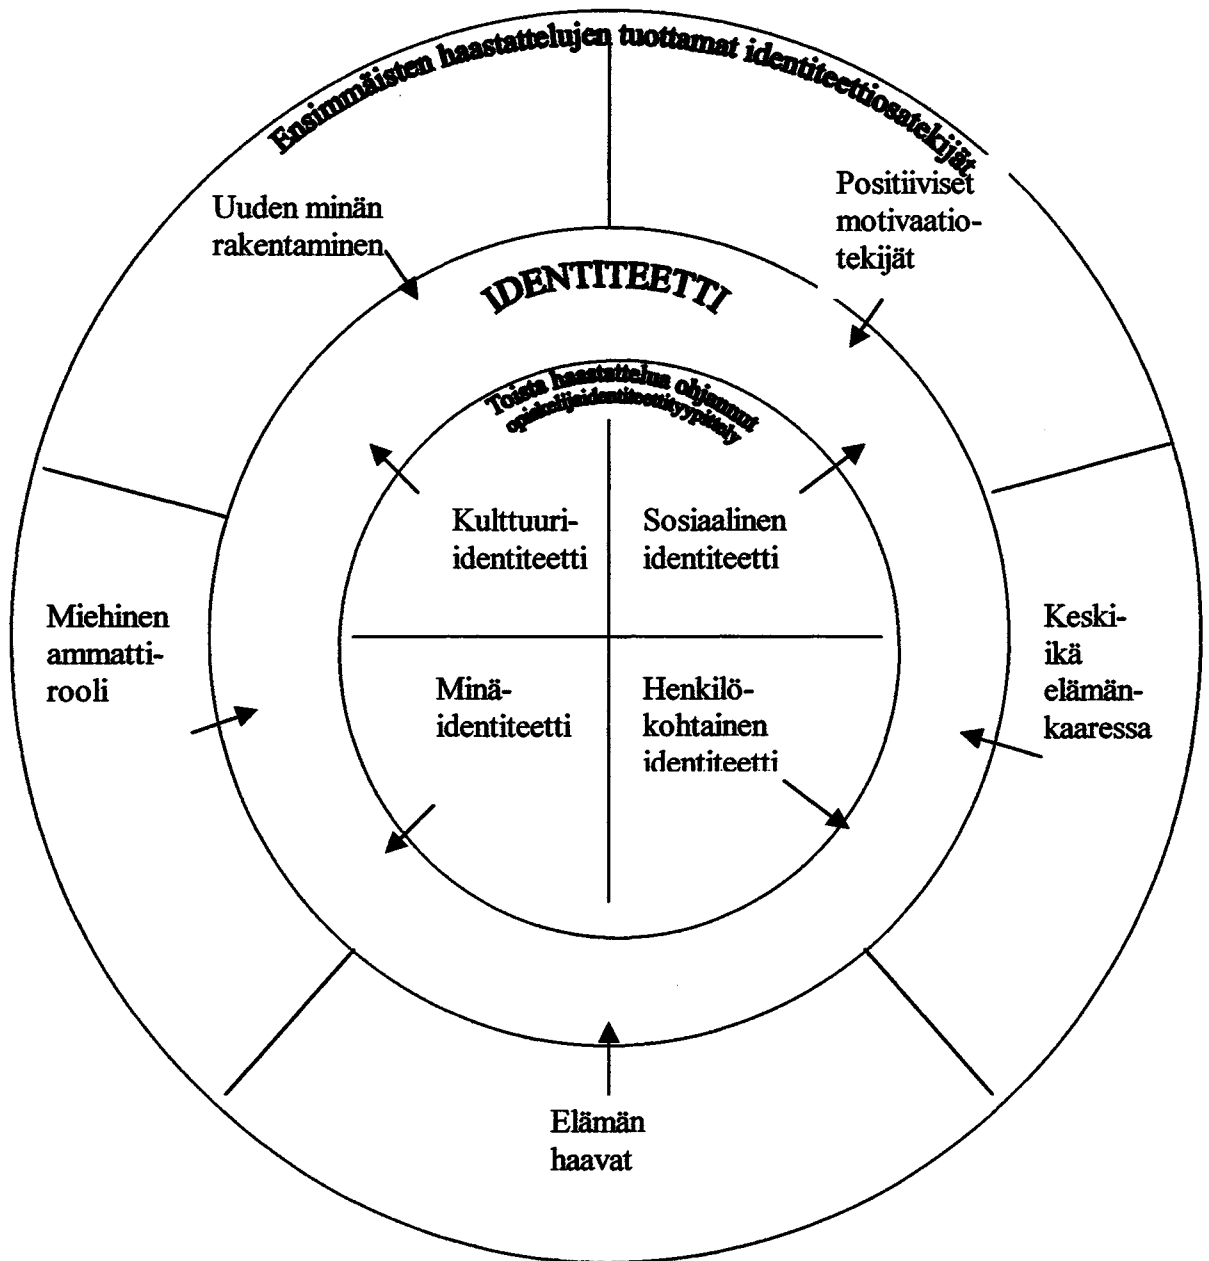 Ensimmäisten haastattelujen tuottamat identiteettiosatekijät
Uuden minän
rakentaminen
Positiiviset
motivaatio-
tekijät
IDENTITEETTI
Toista haastattelua ohjannut
opiskelijaidentiteettityypittely
Kulttuuri-
identiteetti
Sosiaalinen
identiteetti
Miehinen
ammatti-
rooli
Keski-
ikä
elämän-
kaaressa
Minä-
identiteetti
Henkilö-
kohtainen
identiteetti
Elämän
haavat